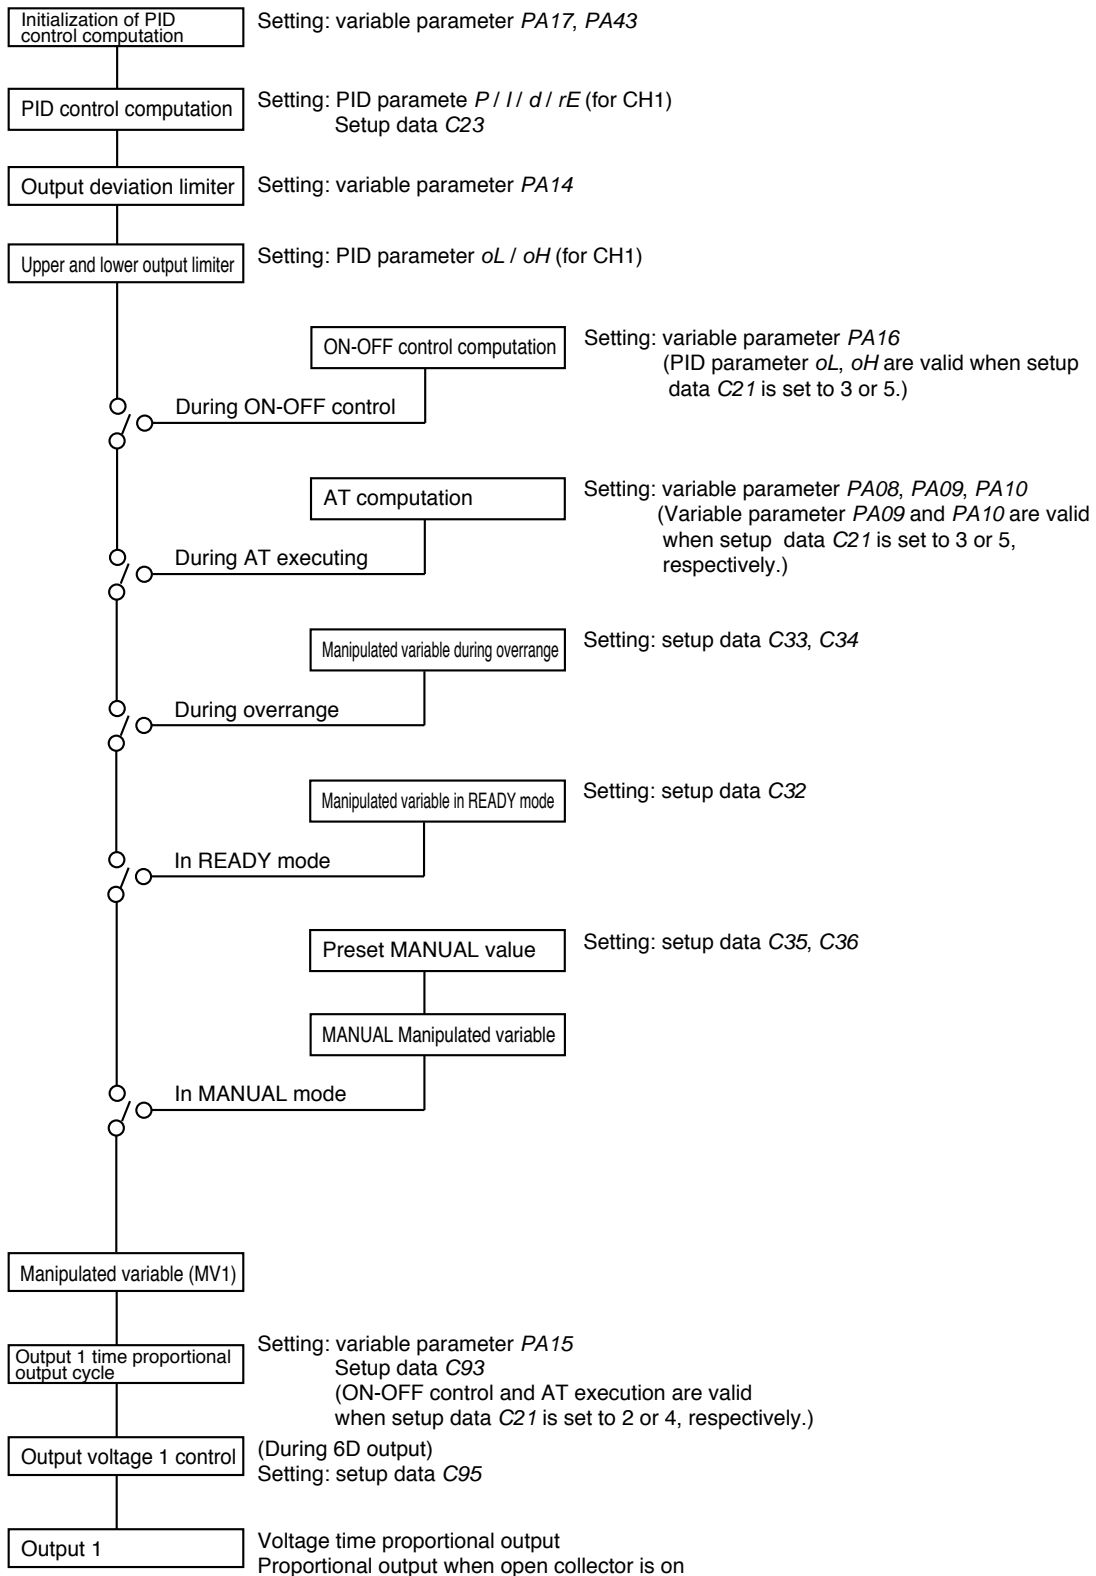 Initialization of PID
control computation
Setting: variable parameter PA17, PA43
PID control computation
Setting: PID paramete P / I / d / rE (for CH1)
Setup data C23
Output deviation limiter
Setting: variable parameter PA14
Upper and lower output limiter
Setting: PID parameter oL / oH (for CH1)
ON-OFF control computation
Setting: variable parameter PA16
(PID parameter oL, oH are valid when setup
data C21 is set to 3 or 5.)
During ON-OFF control
AT computation
Setting: variable parameter PA08, PA09, PA10
(Variable parameter PA09 and PA10 are valid
when setup data C21 is set to 3 or 5,
respectively.)
During AT executing
Manipulated variable during overrange
Setting: setup data C33, C34
During overrange
Manipulated variable in READY mode
Setting: setup data C32
In READY mode
Preset MANUAL value
Setting: setup data C35, C36
MANUAL Manipulated variable
In MANUAL mode
Manipulated variable (MV1)
Output 1 time proportional
output cycle
Setting: variable parameter PA15
Setup data C93
(ON-OFF control and AT execution are valid
when setup data C21 is set to 2 or 4, respectively.)
Output voltage 1 control
(During 6D output)
Setting: setup data C95
Output 1
Voltage time proportional output
Proportional output when open collector is on